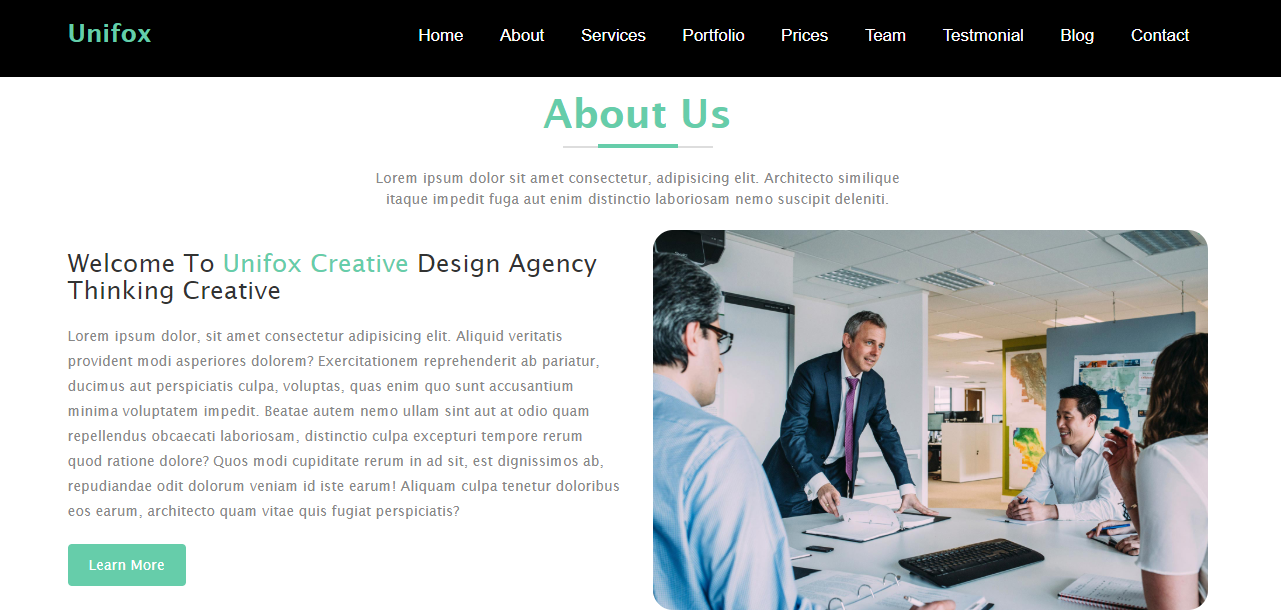 Unifox
Home About Services Portfolio Prices Team Testmonial Blog Contact
About Us
Lorem ipsum dolor sit amet consectetur, adipisicing elit. Architecto similique
itaque impedit fuga aut enim distinctio laboriosam nemo suscipit deleniti.
Welcome To Unifox Creative Design Agency
Thinking Creative
Lorem ipsum dolor, sit amet consectetur adipisicing elit. Aliquid veritatis
provident modi asperiores dolorem? Exercitationem reprehenderit ab pariatur,
ducimus aut perspiciatis culpa, voluptas, quas enim quo sunt accusantium
minima voluptatem impedit. Beatae autem nemo ullam sint aut at odio quam
repellendus obcaecati laboriosam, distinctio culpa excepturi tempore rerum
quod ratione dolore? Quos modi cupiditate rerum in ad sit, est dignissimos ab,
repudiandae odit dolorum veniam id iste earum! Aliquam culpa tenetur doloribus
eos earum, architecto quam vitae quis fugiat perspiciatis?
Learn More